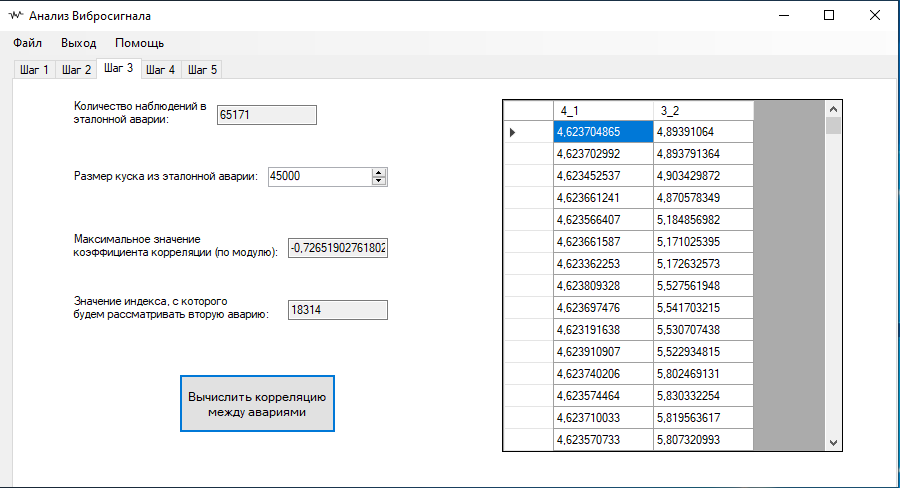 Анализ Вибросигнала
Файл Выход Помощь
Шаг 1 Шаг 2 Шаг 3 Шаг 4 Шаг 5
Количество наблюдений в
эталонной аварии:
65171
Размер куска из эталонной аварии:
45000
Максимальное значение
коэффициента корреляции (по модулю):
-0,72651902761802
Значение индекса, с которого
будем рассматривать вторую аварию:
18314
Вычислить корреляцию
между авариями
4_1 3_2
4,623704865 4,89391064
4,623702992 4,893791364
4,623452537 4,903429872
4,623661241 4,870578349
4,623566407 5,184856982
4,623661587 5,171025395
4,623362253 5,172632573
4,623809328 5,527561948
4,623697476 5,541703215
4,623191638 5,530707438
4,623910907 5,522934815
4,623740206 5,802469131
4,623574464 5,830332254
4,623710033 5,819563617
4,623570733 5,807320993